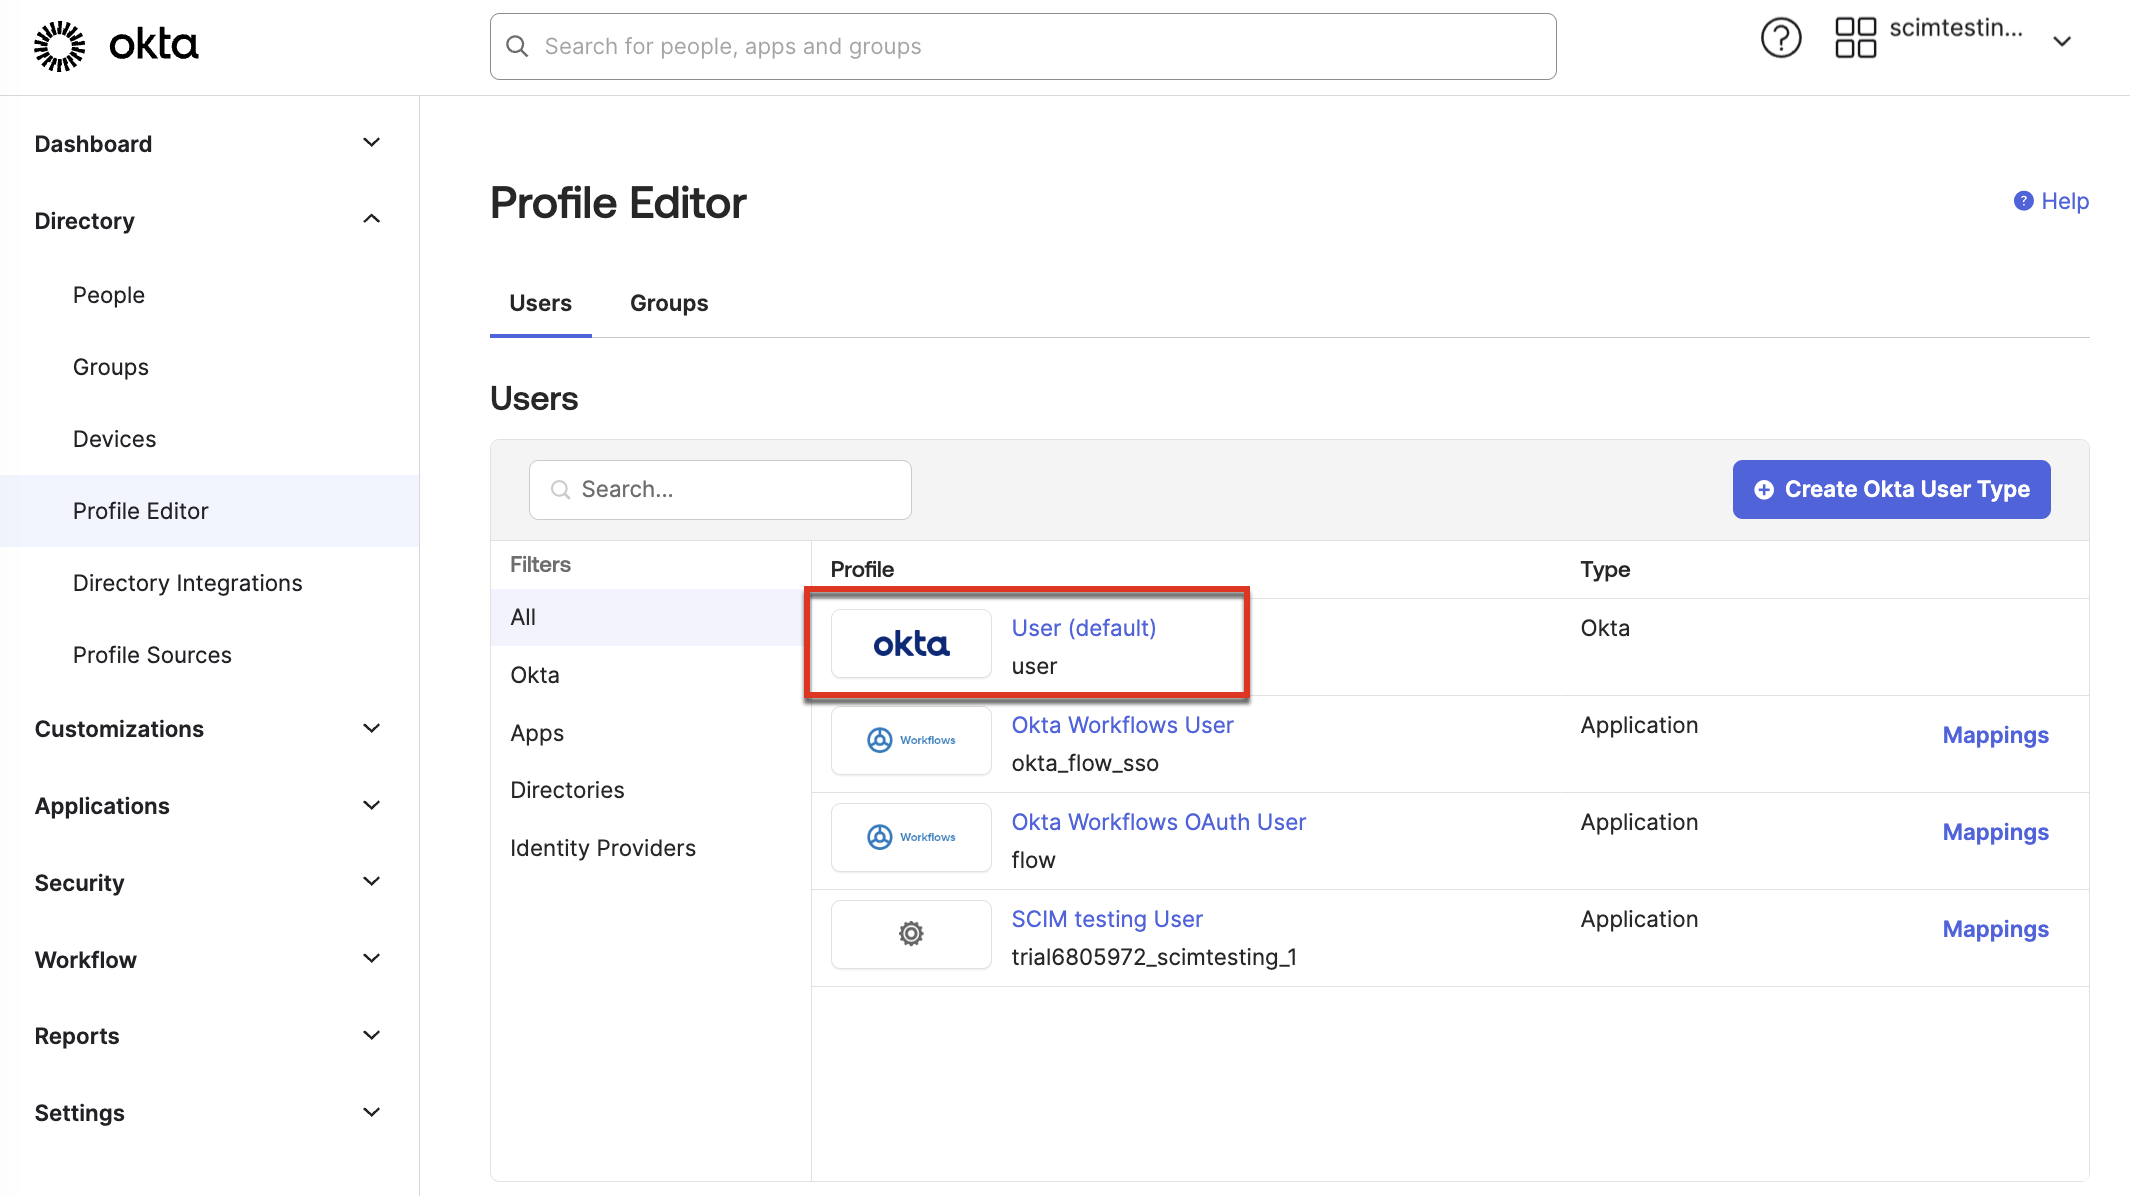 okta
Search for people, apps and groups
scimtestin...
Dashboard
Directory
People
Groups
Devices
Profile Editor
Directory Integrations
Profile Sources
Customizations
Applications
Security
Workflow
Reports
Settings
Profile Editor
? Help
Users Groups
Users
Search...
Create Okta User Type
Filters
All
Okta
Apps
Directories
Identity Providers
Profile Type
okta User (default) Okta
user
Workflows Okta Workflows User Application Mappings
okta_flow_sso
Workflows Okta Workflows OAuth User Application Mappings
flow
SCIM testing User Application Mappings
trial6805972_scimtesting_1